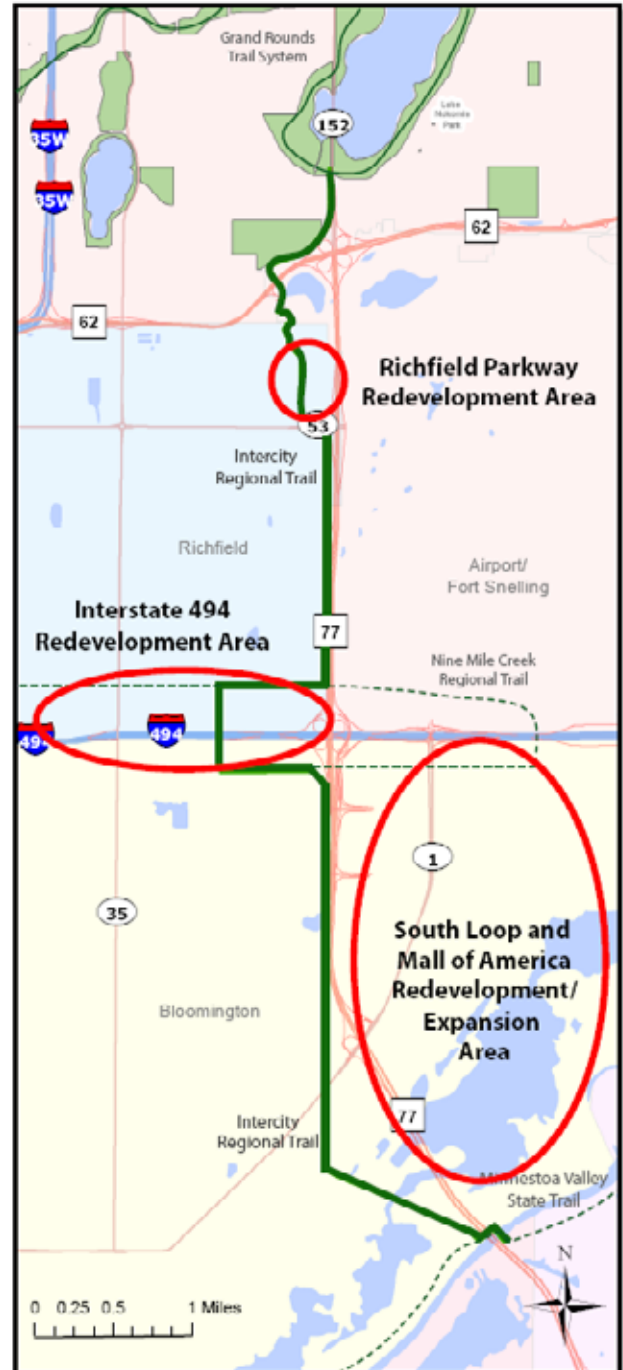 Grand Rounds
Trail System
152
Lake
Nokomis
Park
35W
35W
62
62
Richfield Parkway
Redevelopment Area
53
Intercity
Regional Trail
Richfield
Airport/
Fort Snelling
Interstate 494
Redevelopment Area
77
Nine Mile Creek
Regional Trail
494
494
1
35
South Loop and
Mall of America
Redevelopment/
Expansion
Area
Bloomington
77
Intercity
Regional Trail
Minnestoa Valley
State Trail
N
0 0.25 0.5 1 Miles